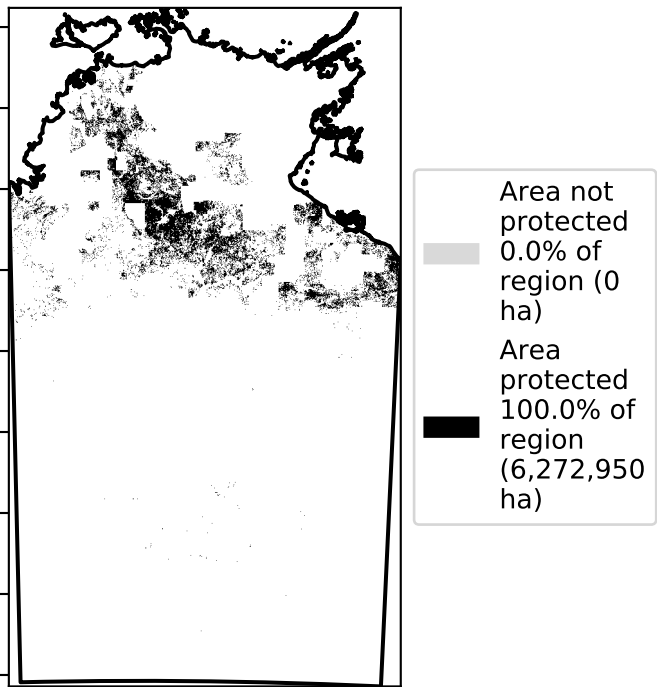 Area not
protected
0.0% of
region (0
ha)
Area
protected
100.0% of
region
(6,272,950
ha)